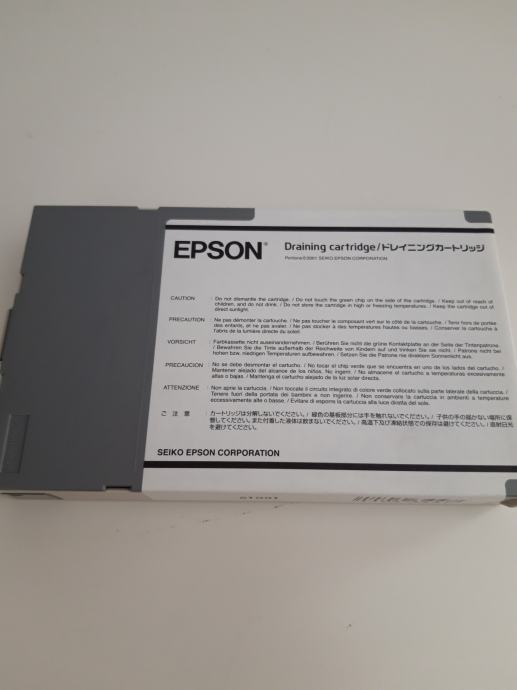 EPSON® Draining cartridge/ドレイニングカートリッジ
Portions©2001 SEIKO EPSON CORPORATION
CAUTION : Do not dismantle the cartridge. / Do not touch the green chip on the side of the cartridge. / Keep out of reach of
children, and do not drink. / Do not store the cartridge in high or freezing temperatures. / Keep the cartridge out of
direct sunlight.
PRECAUTION : Ne pas démonter la cartouche. / Ne pas toucher le composant vert sur le côté de la cartouche. / Tenir hors de portée
des enfants, et ne pas avaler. / Ne pas stocker à des temperatures hautes ou basses. / Conserver la cartouche à
l'abris de la lumière directe du soleil.
VORSICHT : Farbkassette nicht auseinandernehmen. / Berühren Sie nicht die grüne Kontaktplatte an der Seite der Tintenpatrone.
/ Bewahren Sie die Tinte außerhalb der Reichweite von Kindern auf und trinken Sie sie nicht. / Patrone nicht bei
hohen bzw. niedigen Temperaturen aufbewahren. / Setzen Sie die Patrone nie direktem Sonnenlicht aus.
PRECAUCION : No se debe desmontar el cartucho. / No tocar el chip verde que se encuentra en uno de los lados del cartucho. /
Mantener alejado del alcance de los niños. No ingerir. / No almacene el cartucho a temperaturas excesivamente
altas o bajas. / Mantenga el cartucho alejado de la luz solar directa.
ATTENZIONE : Non aprire la cartuccia. / Non toccate il circuito integrato di colore verde collocato sulla parte laterale della cartuccia. /
Tenere fuori della portata dei bambini e non ingerire. / Non conservare la cartuccia in ambienti a temperatura
eccessivamente alte o basse. / Evitare di esporre la cartuccia alla luce diratta del sole.
ご注意 : カートリッジは分解しないでください。/ 緑色の基板部分には手を触れないでください。/ 子供の手の届かない場所に保
管してください。また付着した液体は飲まないでください。/ 高温下及び凍結状態での保存は避けてください。/ 直射日光
を避けてください。
SEIKO EPSON CORPORATION